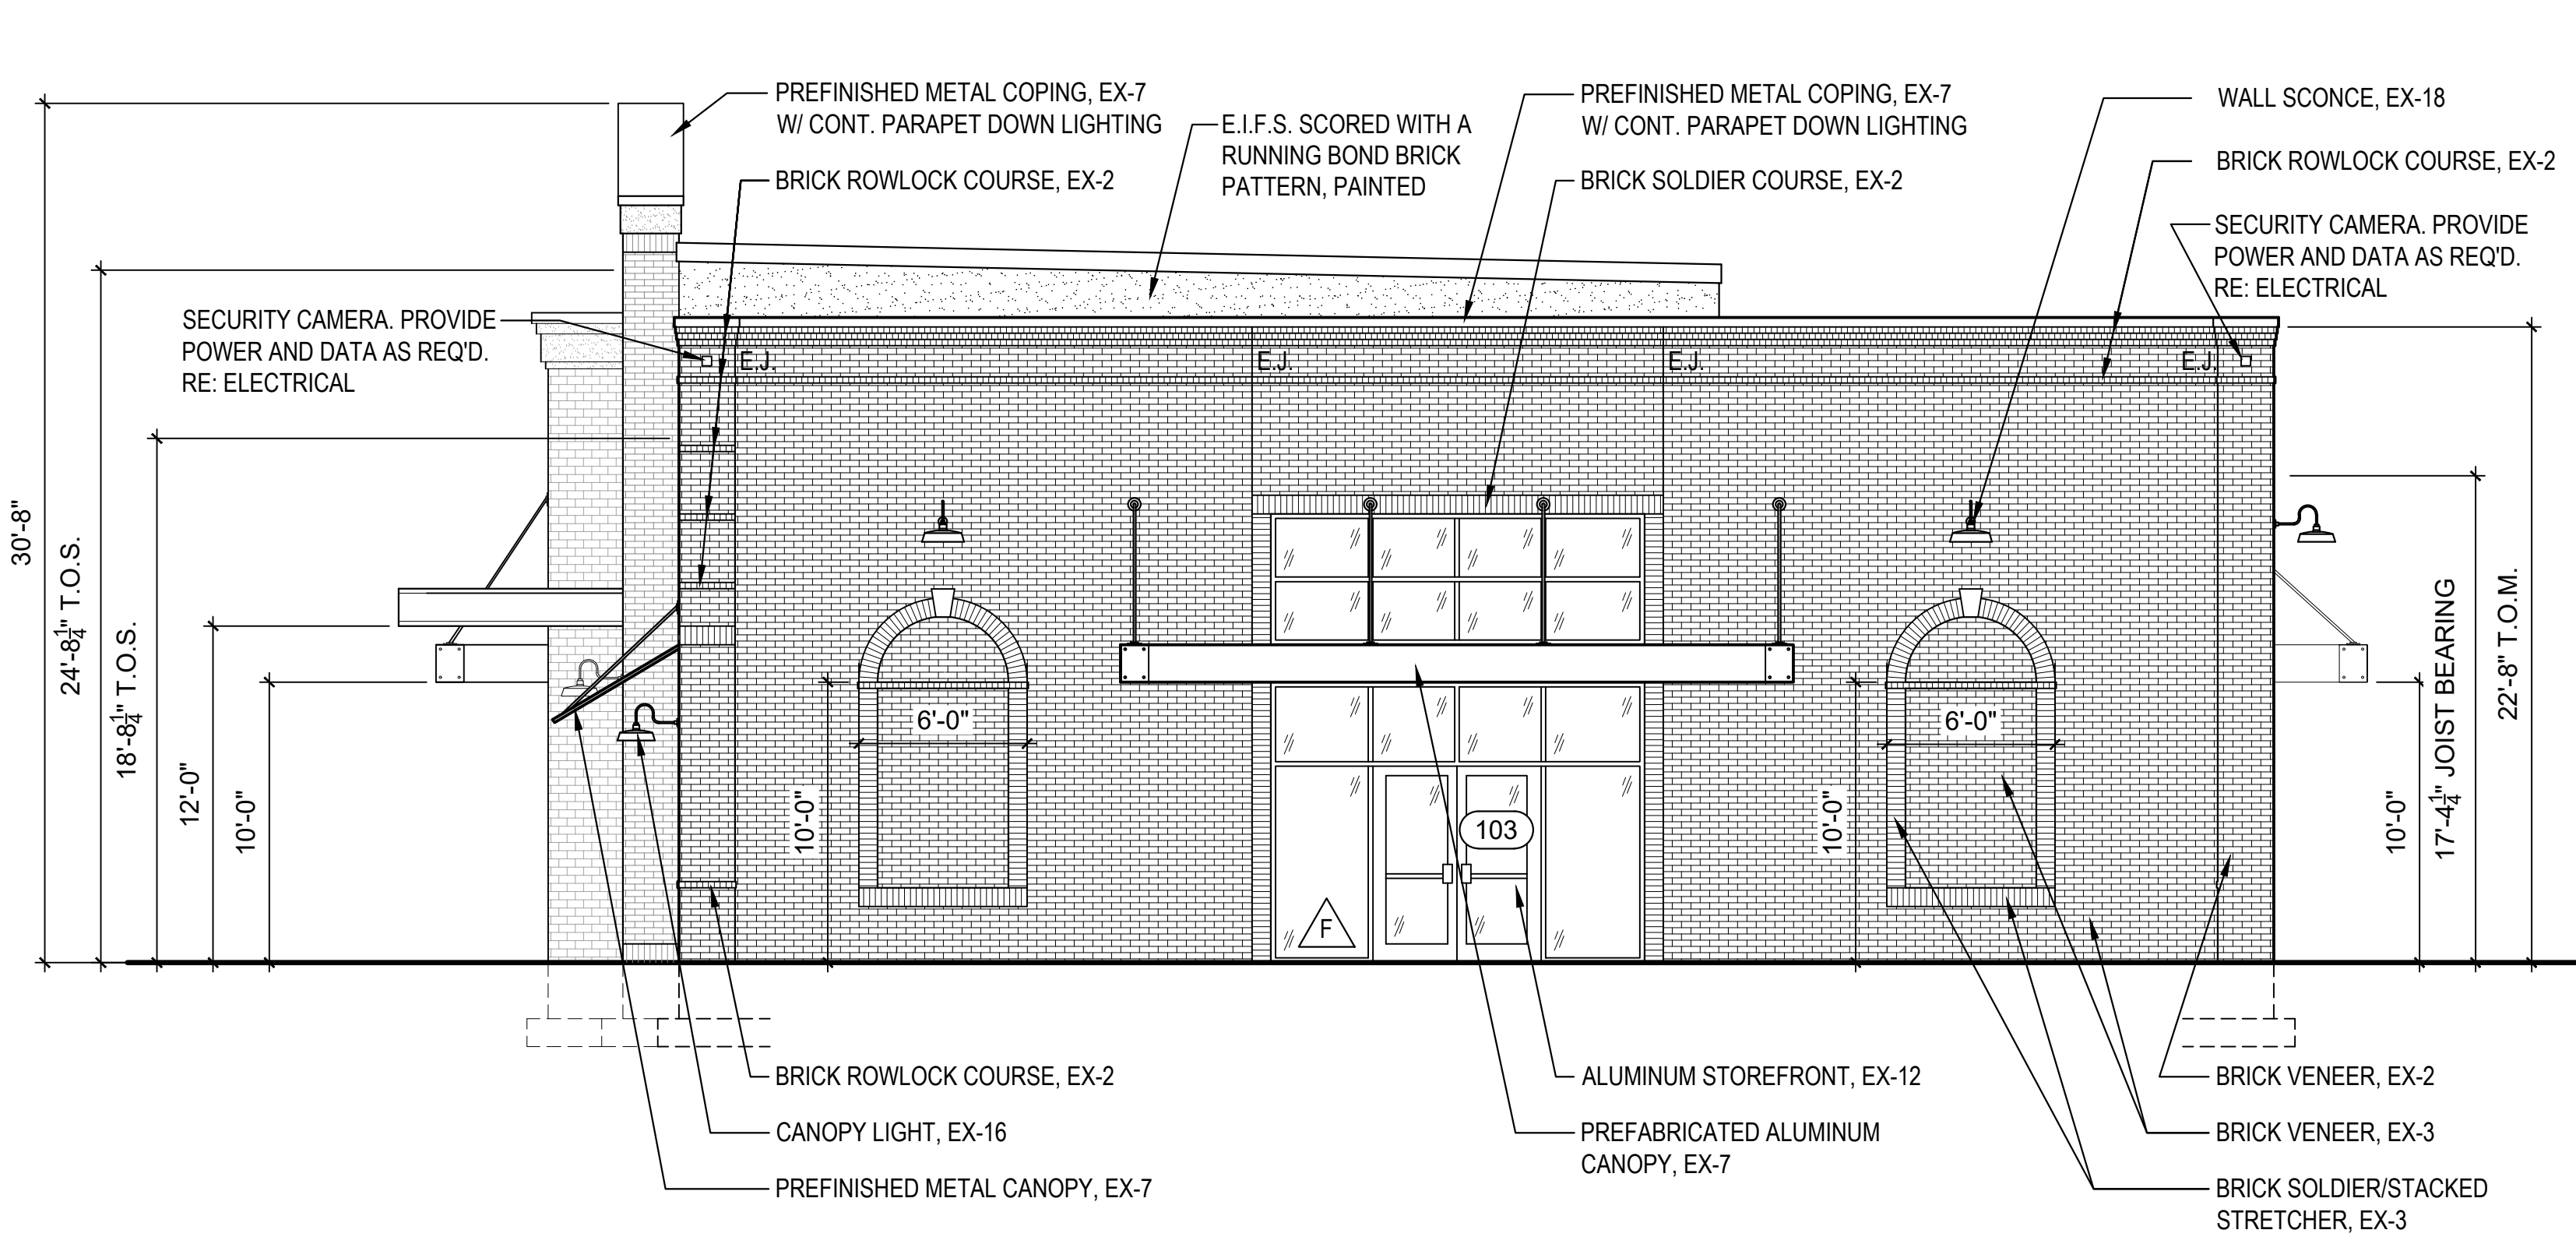 PREFINISHED METAL COPING, EX-7
W/ CONT. PARAPET DOWN LIGHTING
BRICK ROWLOCK COURSE, EX-2
E.I.F.S. SCORED WITH A
RUNNING BOND BRICK
PATTERN, PAINTED
PREFINISHED METAL COPING, EX-7
W/ CONT. PARAPET DOWN LIGHTING
BRICK SOLDIER COURSE, EX-2
WALL SCONCE, EX-18
BRICK ROWLOCK COURSE, EX-2
SECURITY CAMERA. PROVIDE
POWER AND DATA AS REQ'D.
RE: ELECTRICAL
SECURITY CAMERA. PROVIDE
POWER AND DATA AS REQ'D.
RE: ELECTRICAL
E.J.
E.J.
E.J.
E.J.
30'-8"
24'-8 1/4" T.O.S.
18'-8 1/4" T.O.S.
12'-0"
10'-0"
10'-0"
6'-0"
103
F
10'-0"
6'-0"
10'-0"
17'-4 1/4" JOIST BEARING
22'-8" T.O.M.
BRICK ROWLOCK COURSE, EX-2
CANOPY LIGHT, EX-16
PREFINISHED METAL CANOPY, EX-7
ALUMINUM STOREFRONT, EX-12
PREFABRICATED ALUMINUM
CANOPY, EX-7
BRICK VENEER, EX-2
BRICK VENEER, EX-3
BRICK SOLDIER/STACKED
STRETCHER, EX-3